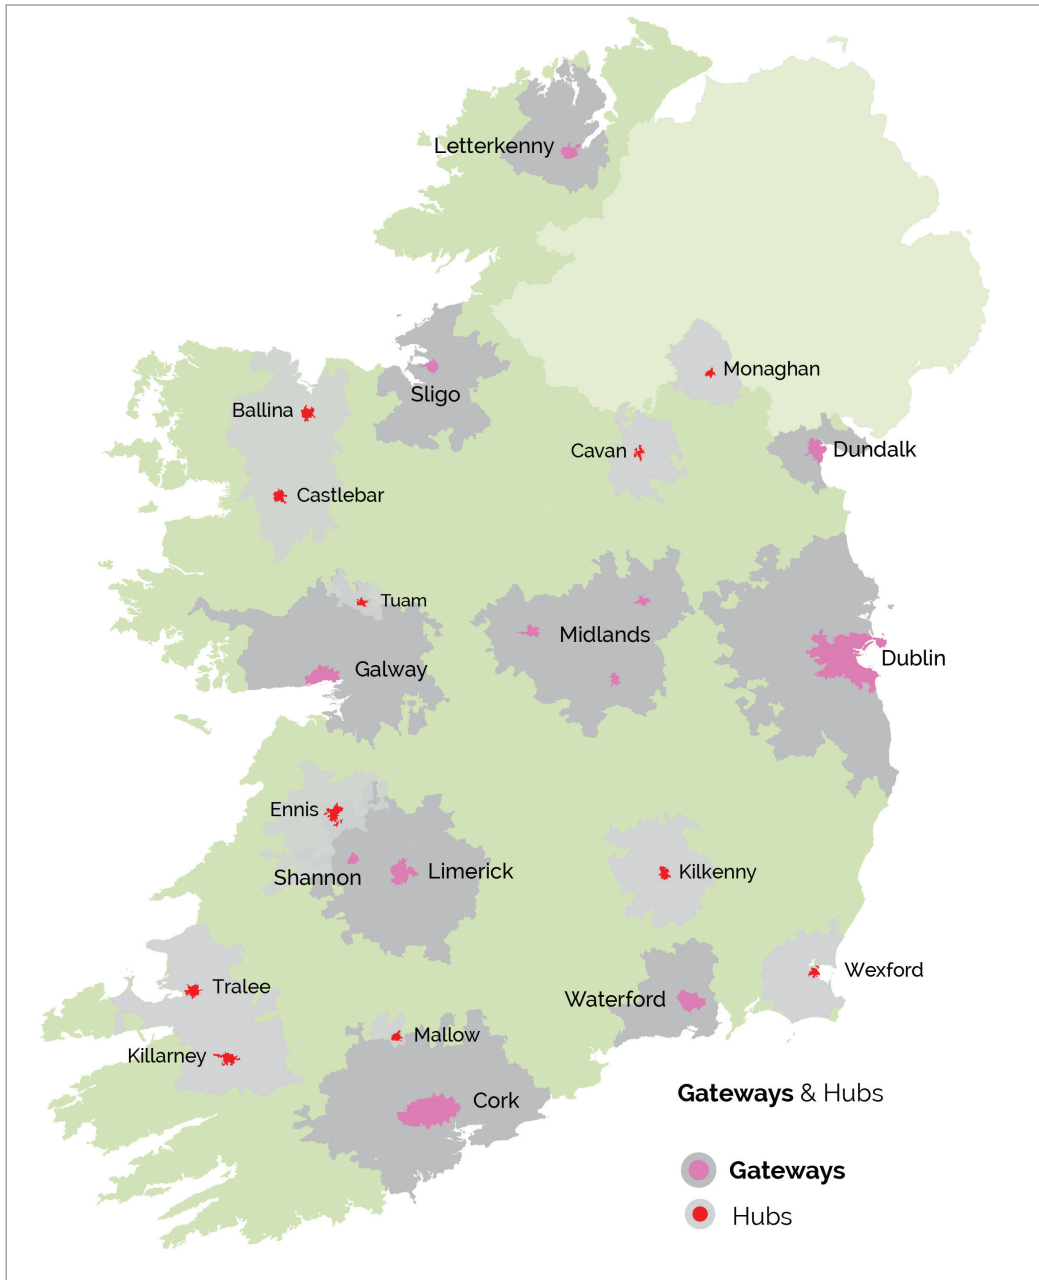 Letterkenny
Monaghan
Sligo
Ballina
Cavan
Dundalk
Castlebar
Tuam
Midlands
Dublin
Galway
Ennis
Limerick
Shannon
Kilkenny
Wexford
Tralee
Waterford
Mallow
Killarney
Cork
Gateways & Hubs
Gateways
Hubs